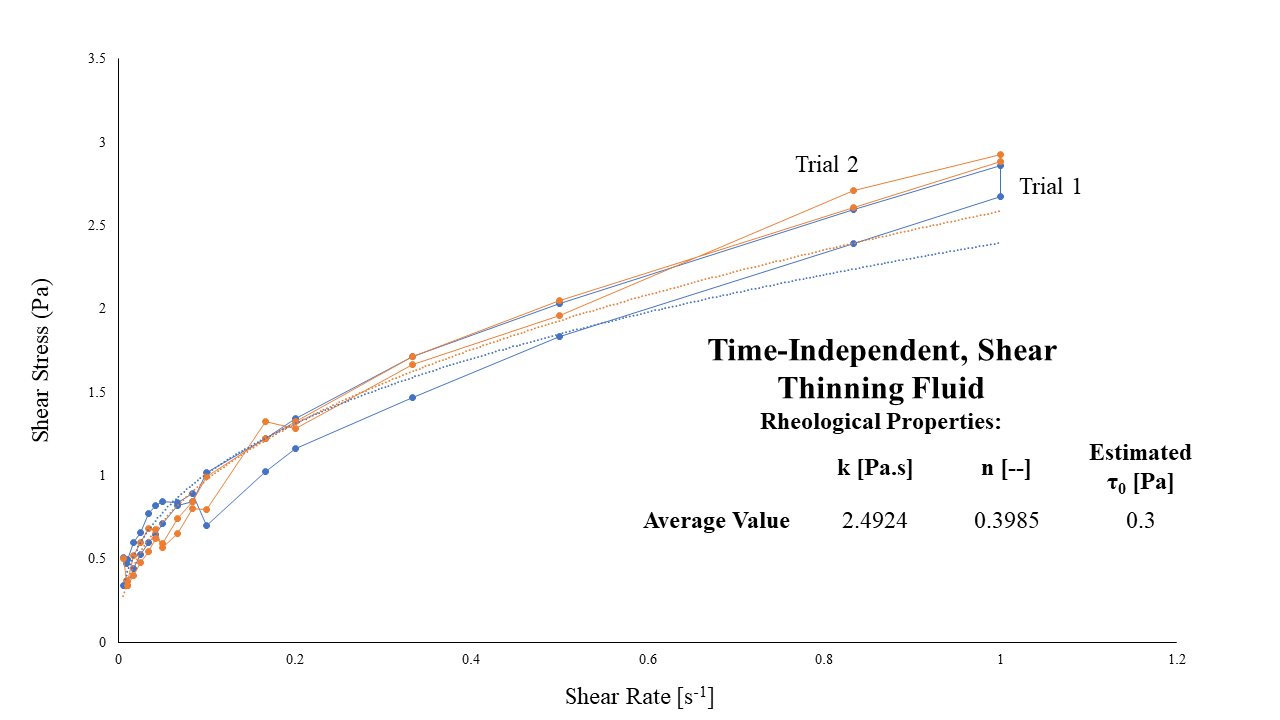 3.5
3
2.5
2
1.5
1
0.5
0
0
0.2
0.4
0.6
0.8
1
1.2
Shear Stress (Pa)
Shear Rate [s-1]
Trial 2
Trial 1
Time-Independent, Shear
Thinning Fluid
Rheological Properties:
k [Pa.s] n [--] Estimated
τ0 [Pa]
Average Value 2.4924 0.3985 0.3